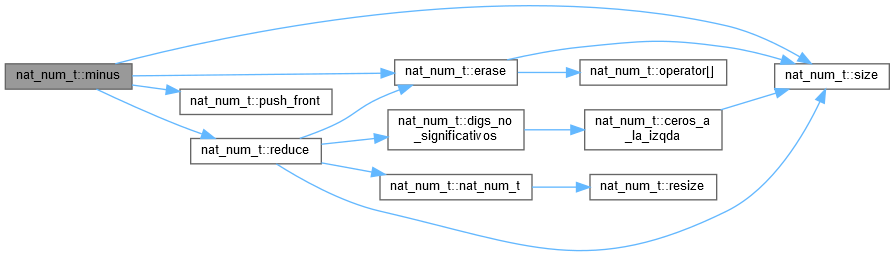 nat_num_t::minus
nat_num_t::push_front
nat_num_t::reduce
nat_num_t::erase
nat_num_t::digs_no
_significativos
nat_num_t::nat_num_t
nat_num_t::operator[]
nat_num_t::ceros_a
_la_izqda
nat_num_t::resize
nat_num_t::size